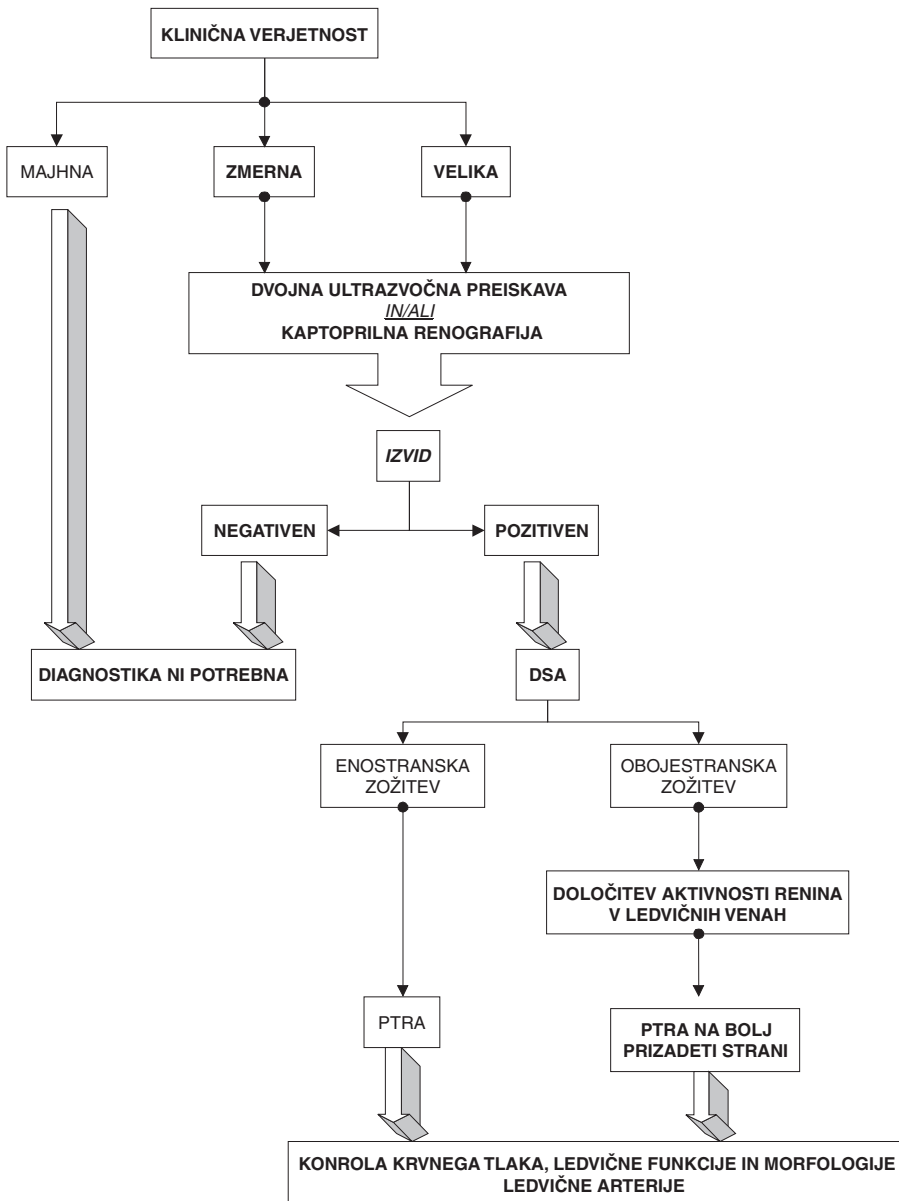 KLINIČNA VERJETNOST
MAJHNA
ZMERNA
VELIKA
DVOJNA ULTRAZVOČNA PREISKAVA
IN/ALI
KAPTOPRILNA RENOGRAFIJA
IZVID
NEGATIVEN
POZITIVEN
DIAGNOSTIKA NI POTREBNA
DSA
ENOSTRANSKA
ZOŽITEV
OBOJESTRANSKA
ZOŽITEV
DOLOČITEV AKTIVNOSTI RENINA
V LEDVIČNIH VENAH
PTRA
PTRA NA BOLJ
PRIZADETI STRANI
KONROLA KRVNEGA TLAKA, LEDVIČNE FUNKCIJE IN MORFOLOGIJE
LEDVIČNE ARTERIJE